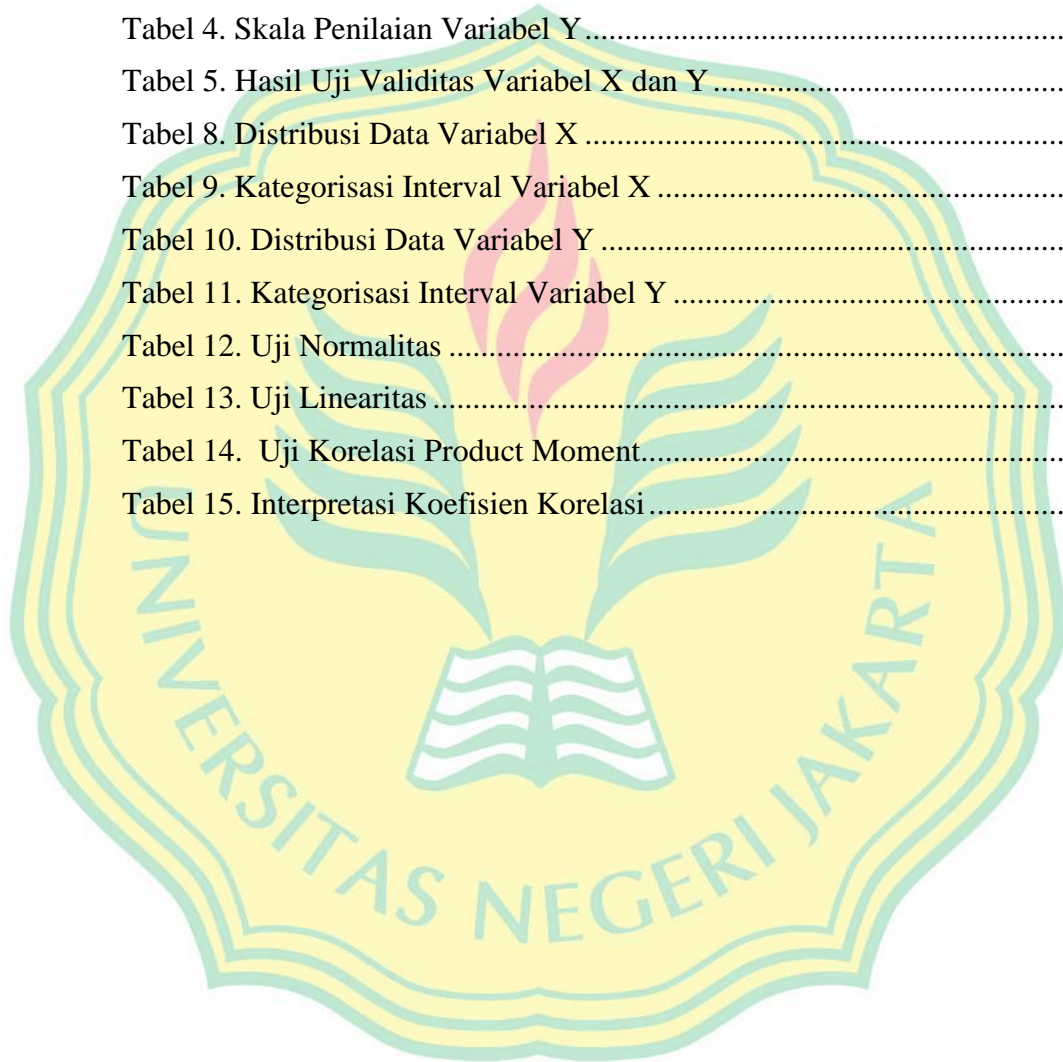 Tabel 4. Skala Penilaian Variabel Y.........................................................
Tabel 5. Hasil Uji Validitas Variabel X dan Y..........................................
Tabel 8. Distribusi Data Variabel X .........................................................
Tabel 9. Kategorisasi Interval Variabel X ................................................
Tabel 10. Distribusi Data Variabel Y .......................................................
Tabel 11. Kategorisasi Interval Variabel Y ..............................................
Tabel 12. Uji Normalitas ..........................................................................
Tabel 13. Uji Linearitas............................................................................
Tabel 14.  Uji Korelasi Product Moment..................................................
Tabel 15. Interpretasi Koefisien Korelasi.................................................
UNIVERSITAS NEGERI JAKARTA